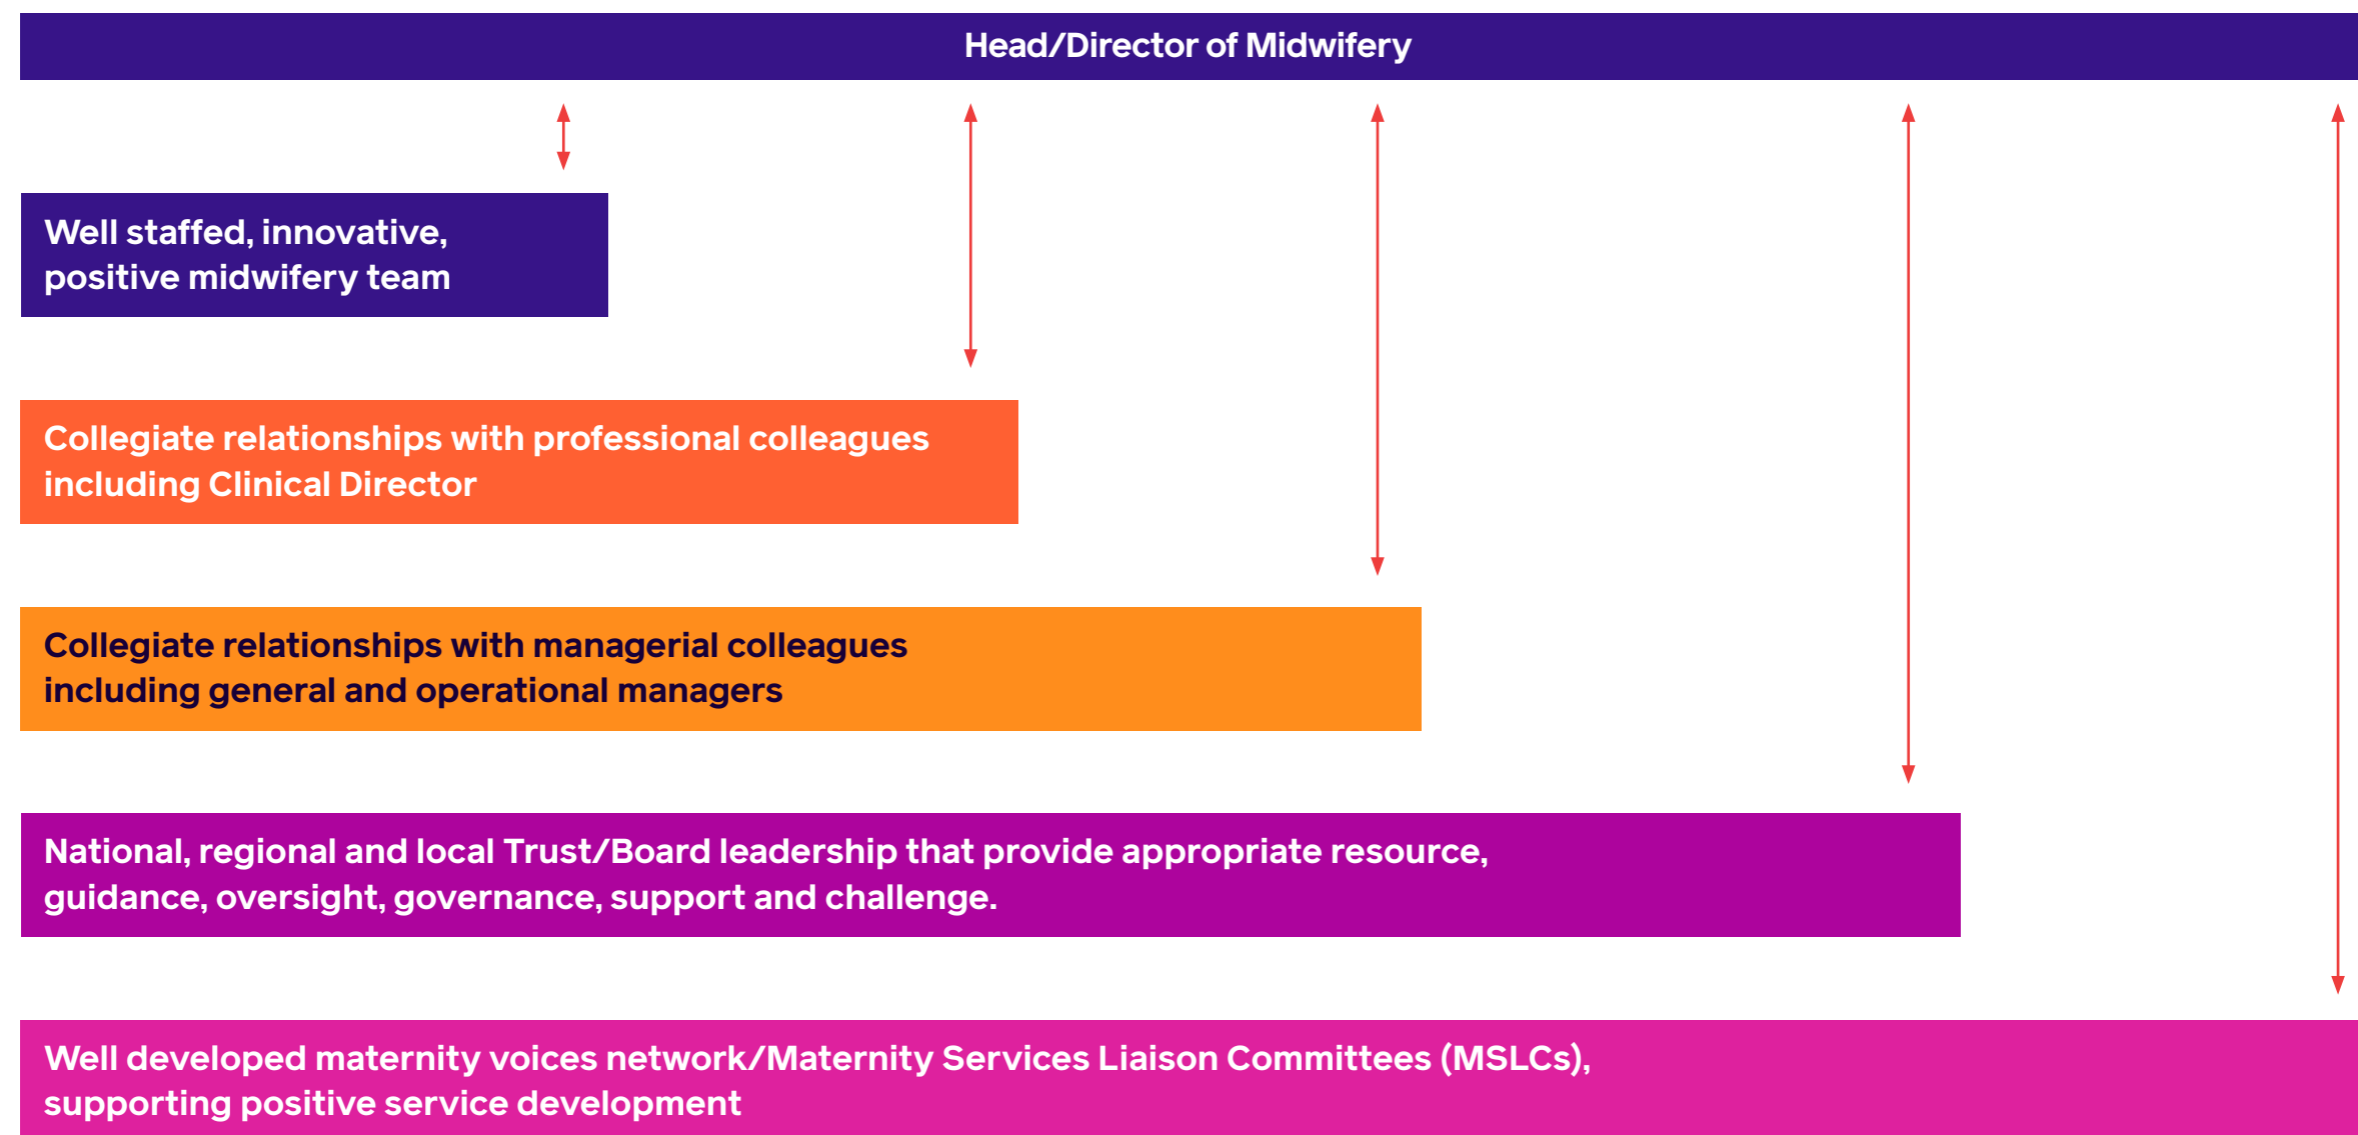 Head/Director of Midwifery
Well staffed, innovative,
positive midwifery team
Collegiate relationships with professional colleagues
including Clinical Director
Collegiate relationships with managerial colleagues
including general and operational managers
National, regional and local Trust/Board leadership that provide appropriate resource,
guidance, oversight, governance, support and challenge.
Well developed maternity voices network/Maternity Services Liaison Committees (MSLCs),
supporting positive service development